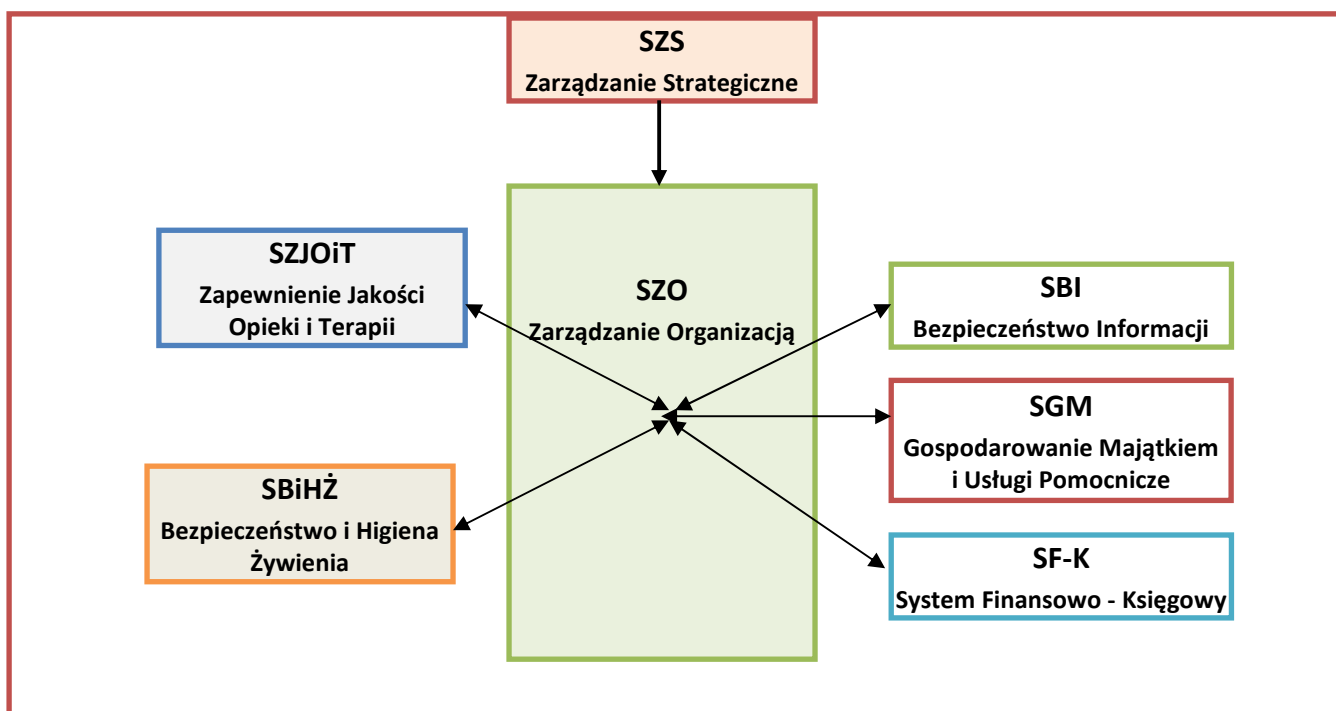 SZS
Zarządzanie Strategiczne
SZJOiT
Zapewnienie Jakości
Opieki i Terapii
SZO
Zarządzanie Organizacją
SBI
Bezpieczeństwo Informacji
SGM
Gospodarowanie Majątkiem
i Usługi Pomocnicze
SBiHŻ
Bezpieczeństwo i Higiena
Żywienia
SF-K
System Finansowo - Księgowy